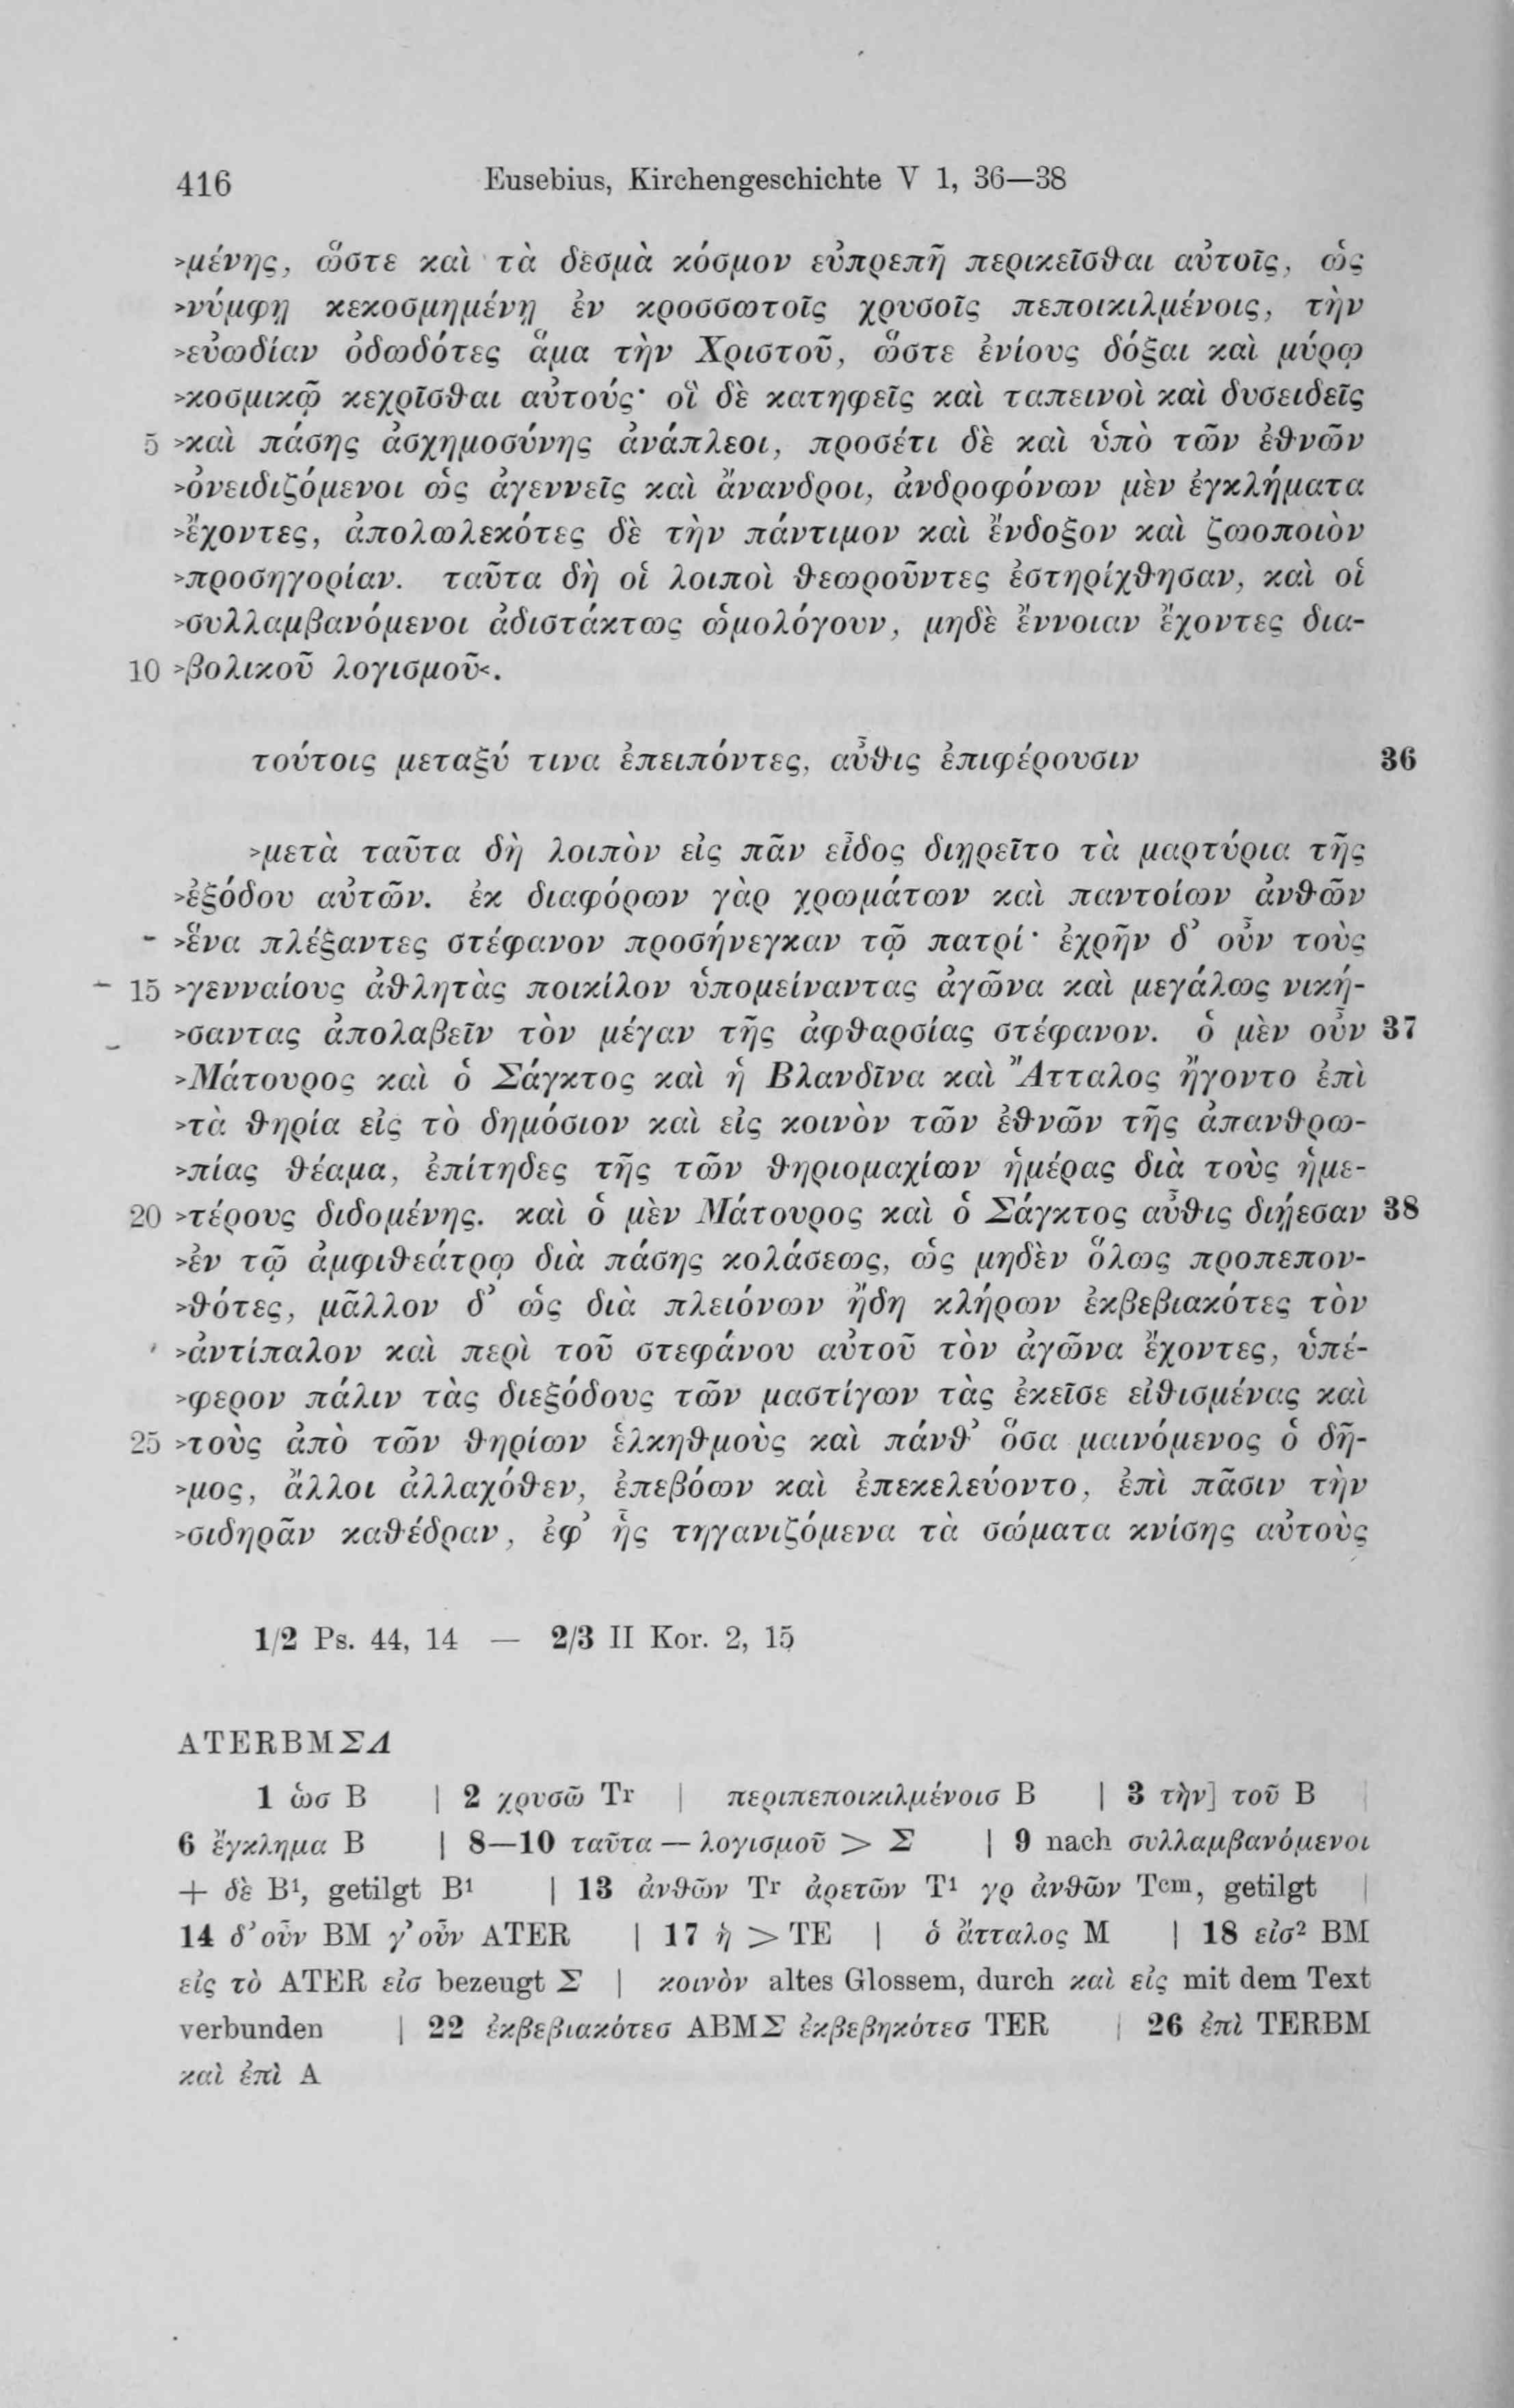 416 Eusebius, Kirchengeschichte V 1, 36—38
>μένης, ὥστε καὶ τὰ δεσμὰ κόσμον εὐπρεπῆ περικεῖσθαι αὐτοῖς, ὡς
>νύμφῃ κεκοσμημένῃ ἐν κροσσωτοῖς χρυσοῖς πεποικιλμένοις, τὴν
>εὐωδίαν ὀδωδότες ἅμα τὴν Χριστοῦ, ὥστε ἐνίους δόξαι καὶ μύρῳ
>κοσμικῷ κεχρῖσθαι αὐτούς· οἳ δὲ κατηφεῖς καὶ ταπεινοὶ καὶ δυσειδεῖς
5 >καὶ πάσης ἀσχημοσύνης ἀνάπλεοι, προσέτι δὲ καὶ ὑπὸ τῶν ἐθνῶν
>ὀνειδιζόμενοι ὡς ἀγεννεῖς καὶ ἄνανδροι, ἀνδροφόνων μὲν ἐγκλήματα
>ἔχοντες, ἀπολωλεκότες δὲ τὴν πάντιμον καὶ ἔνδοξον καὶ ζωοποιὸν
>προσηγορίαν. ταῦτα δὴ οἱ λοιποὶ θεωροῦντες ἐστηρίχθησαν, καὶ οἱ
>συλλαμβανόμενοι ἀδιστάκτως ὡμολόγουν, μηδὲ ἔννοιαν ἔχοντες δια-
10 >βολικοῦ λογισμοῦ<.
τούτοις μεταξύ τινα ἐπειπόντες, αὖθις ἐπιφέρουσιν 36
>μετὰ ταῦτα δὴ λοιπὸν εἰς πᾶν εἶδος διῃρεῖτο τὰ μαρτύρια τῆς
>ἐξόδου αὐτῶν. ἐκ διαφόρων γὰρ χρωμάτων καὶ παντοίων ἀνθῶν
>ἕνα πλέξαντες στέφανον προσήνεγκαν τῷ πατρί· ἐχρῆν δ᾽ οὖν τοὺς
15 >γενναίους ἀθλητὰς ποικίλον ὑπομείναντας ἀγῶνα καὶ μεγάλως νική-
>σαντας ἀπολαβεῖν τὸν μέγαν τῆς ἀφθαρσίας στέφανον. ὁ μὲν οὖν 37
>Μάτουρος καὶ ὁ Σάγκτος καὶ ἡ Βλανδῖνα καὶ Ἄτταλος ἤγοντο ἐπὶ
>τὰ θηρία εἰς τὸ δημόσιον καὶ εἰς κοινὸν τῶν ἐθνῶν τῆς ἀπανθρω-
>πίας θέαμα, ἐπίτηδες τῆς τῶν θηριομαχίων ἡμέρας διὰ τοὺς ἡμε-
20 >τέρους διδομένης. καὶ ὁ μὲν Μάτουρος καὶ ὁ Σάγκτος αὖθις διῄεσαν 38
>ἐν τῷ ἀμφιθεάτρῳ διὰ πάσης κολάσεως, ὡς μηδὲν ὅλως προπεπον-
>θότες, μᾶλλον δ᾽ ὡς διὰ πλειόνων ἤδη κλήρων ἐκβεβιακότες τὸν
>ἀντίπαλον καὶ περὶ τοῦ στεφάνου αὐτοῦ τὸν ἀγῶνα ἔχοντες, ὑπέ-
>φερον πάλιν τὰς διεξόδους τῶν μαστίγων τὰς ἐκεῖσε εἰθισμένας καὶ
25 >τοὺς ἀπὸ τῶν θηρίων ἑλκηθμοὺς καὶ πάνθ᾽ ὅσα μαινόμενος ὁ δῆ-
>μος, ἄλλοι ἀλλαχόθεν, ἐπεβόων καὶ ἐπεκελεύοντο, ἐπὶ πᾶσιν τὴν
>σιδηρᾶν καθέδραν, ἐφ᾽ ἧς τηγανιζόμενα τὰ σώματα κνίσης αὐτοὺς
1/2 Ps. 44, 14 — 2/3 II Kor. 2, 15
ATERBMΣΛ
1 ὡσ B | 2 χρυσῶ Tr | περιπεποικιλμένοισ B | 3 τὴν] τοῦ B
6 ἔγκλημα B | 8—10 ταῦτα — λογισμοῦ > Σ | 9 nach συλλαμβανόμενοι
+ δὲ B¹, getilgt B¹ | 13 ἀνθῶν Tr ἀρετῶν T¹ γρ ἀνθῶν Tcm, getilgt |
14 δ᾽οὖν BM γ᾽οὖν ATER | 17 ἡ > TE | ὁ ἄτταλος M | 18 εἰσ² BM
εἰς τὸ ATER εἰσ bezeugt Σ | κοινὸν altes Glossem, durch καὶ εἰς mit dem Text
verbunden | 22 ἐκβεβιακότεσ ABMΣ ἐκβεβηκότεσ TER | 26 ἐπὶ TERBM
καὶ ἐπὶ A